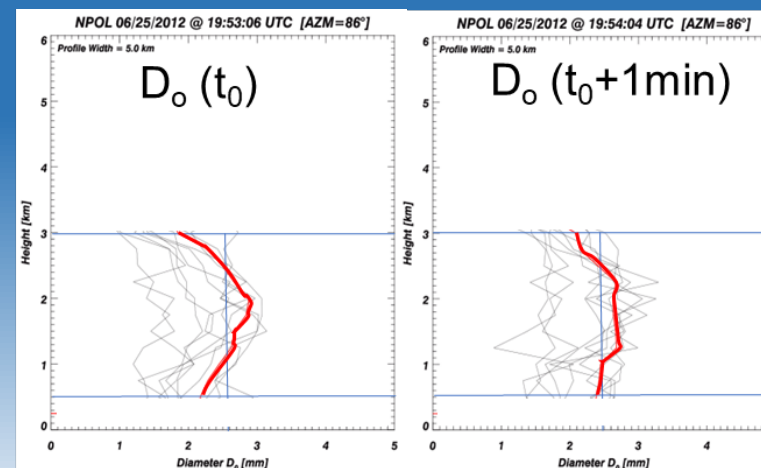 NPOL 06/25/2012 @ 19:53:06 UTC [AZM=86°]
Profile Width = 5.0 km
Do (t0)
6
5
4
3
2
1
0
Height [km]
0 1 2 3 4 5
Diameter Do [mm]
NPOL 06/25/2012 @ 19:54:04 UTC [AZM=86°]
Profile Width = 5.0 km
Do (t0+1min)
6
5
4
3
2
1
0
Height [km]
0 1 2 3 4
Diameter Do [mm]